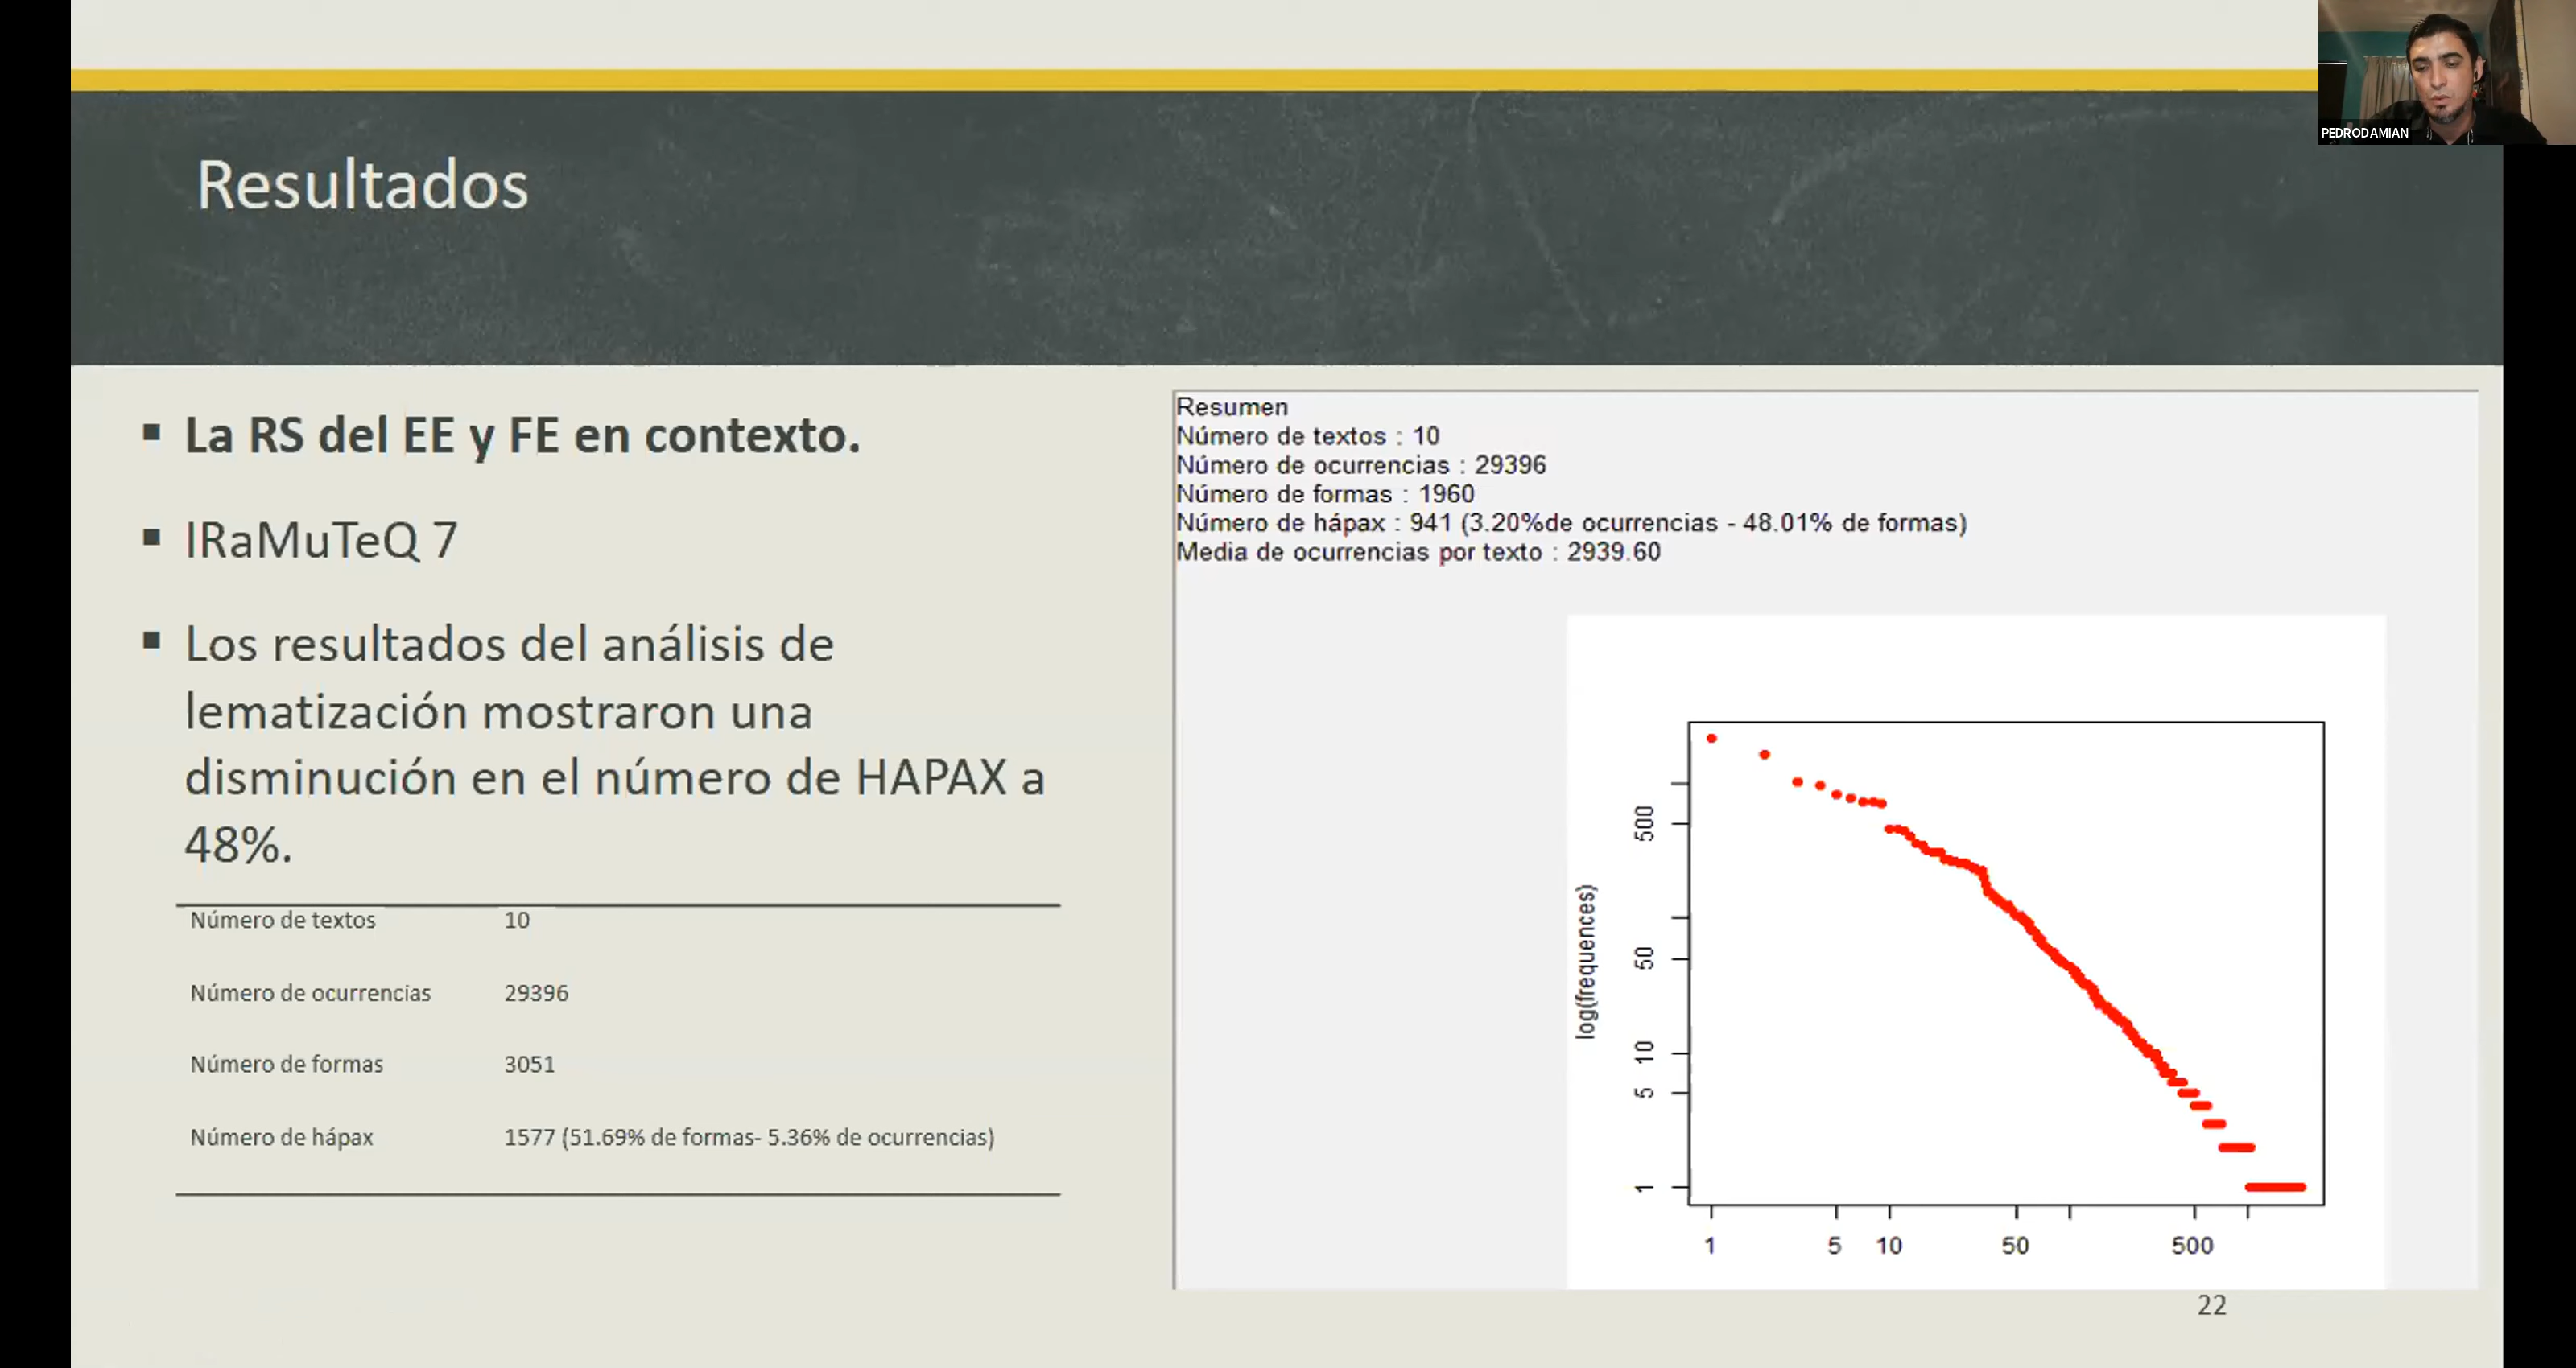 PEDRODAMIAN
Resultados
▪ La RS del EE y FE en contexto.
▪ IRaMuTeQ 7
▪ Los resultados del análisis de
lematización mostraron una
disminución en el número de HAPAX a
48%.
Número de textos 10
Número de ocurrencias 29396
Número de formas 3051
Número de hápax 1577 (51.69% de formas- 5.36% de ocurrencias)
Resumen
Número de textos : 10
Número de ocurrencias : 29396
Número de formas : 1960
Número de hápax : 941 (3.20%de ocurrencias - 48.01% de formas)
Media de ocurrencias por texto : 2939.60
log(frequences)
500
50
10
5
1
1 5 10 50 500
22